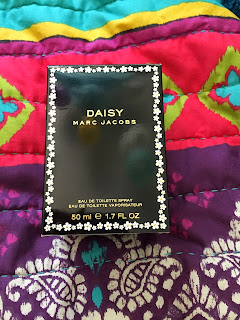 DAISY
MARC JACOBS
EAU DE TOILETTE SPRAY
EAU DE TOILETTE VAPORISATEUR
50 ml ℮ 1.7 FL OZ